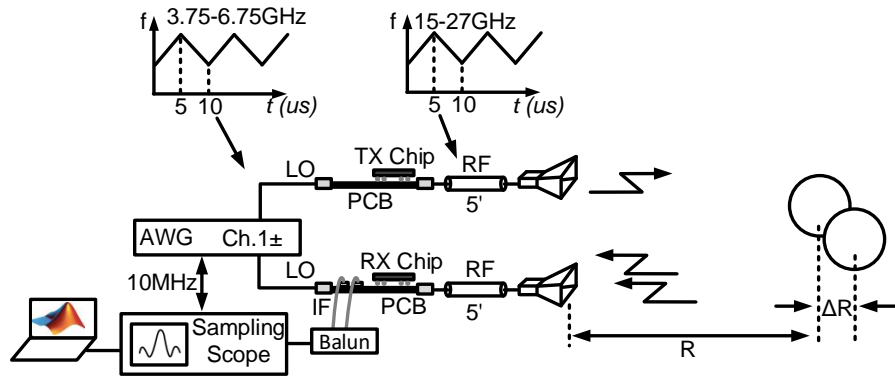 f 3.75-6.75GHz
5 10 t (us)
f 15-27GHz
5 10 t (us)
LO TX Chip RF
PCB 5'
AWG Ch.1±
10MHz LO RX Chip RF
IF PCB 5'
Sampling
Scope
Balun
R
ΔR